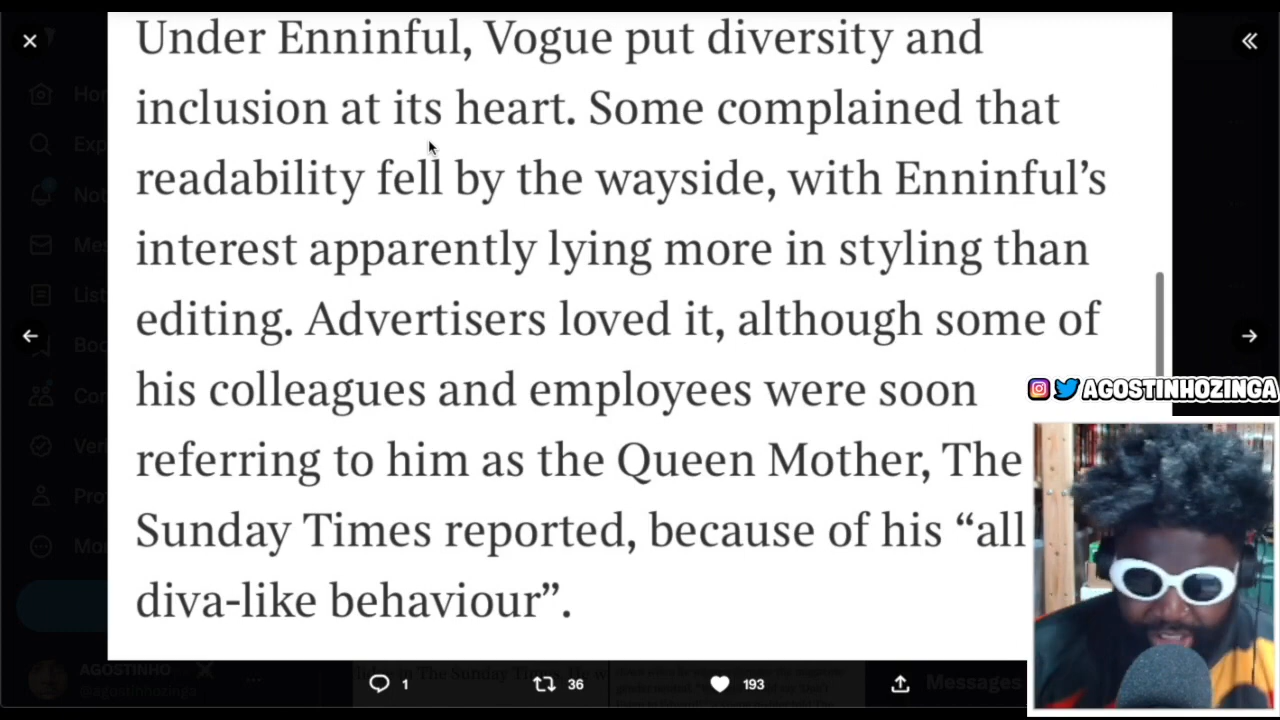 Under Enninful, Vogue put diversity and
inclusion at its heart. Some complained that
readability fell by the wayside, with Enninful’s
interest apparently lying more in styling than
editing. Advertisers loved it, although some of
his colleagues and employees were soon
referring to him as the Queen Mother, The
Sunday Times reported, because of his “all
diva-like behaviour”.
AGOSTINHOZINGA
AGOSTINHO
@agostinhozinga
1
36
193
Messages